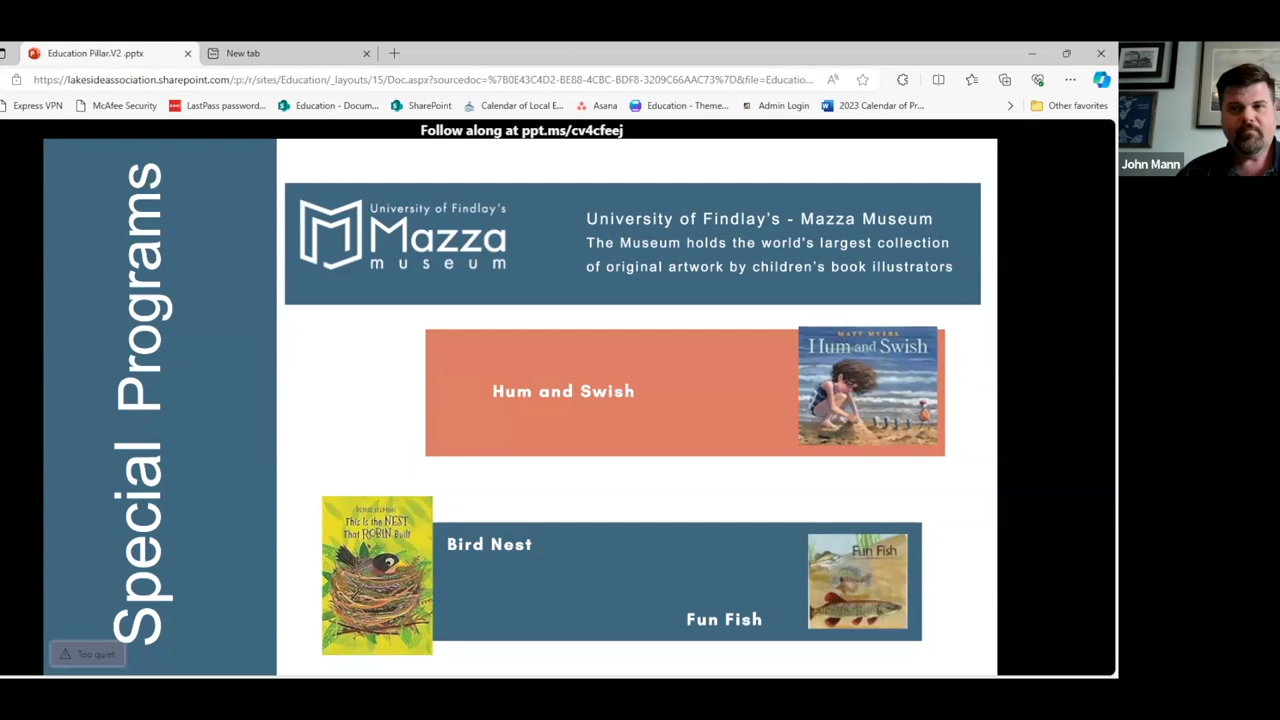 Education Pillar.V2 .pptx
New tab
https://lakesideassociation.sharepoint.com/:p:/r/sites/Education/_layouts/15/Doc.aspx?sourcedoc=%7B0E43C4D2-BE88-4CBC-BDF8-3209C66AAC73%7D&file=Educatio...
Express VPN
McAfee Security
LastPass password...
Education - Docum...
SharePoint
Calendar of Local E...
Asana
Education - Theme...
Admin Login
2023 Calendar of Pr...
Other favorites
Follow along at ppt.ms/cv4cfeej
John Mann
Special Programs
University of Findlay's
Mazza
museum
University of Findlay's - Mazza Museum
The Museum holds the world's largest collection
of original artwork by children's book illustrators
Hum and Swish
MATT MYERS
Hum and Swish
This Is the NEST
That ROBIN Built
Bird Nest
Fun Fish
Fun Fish
Too quiet